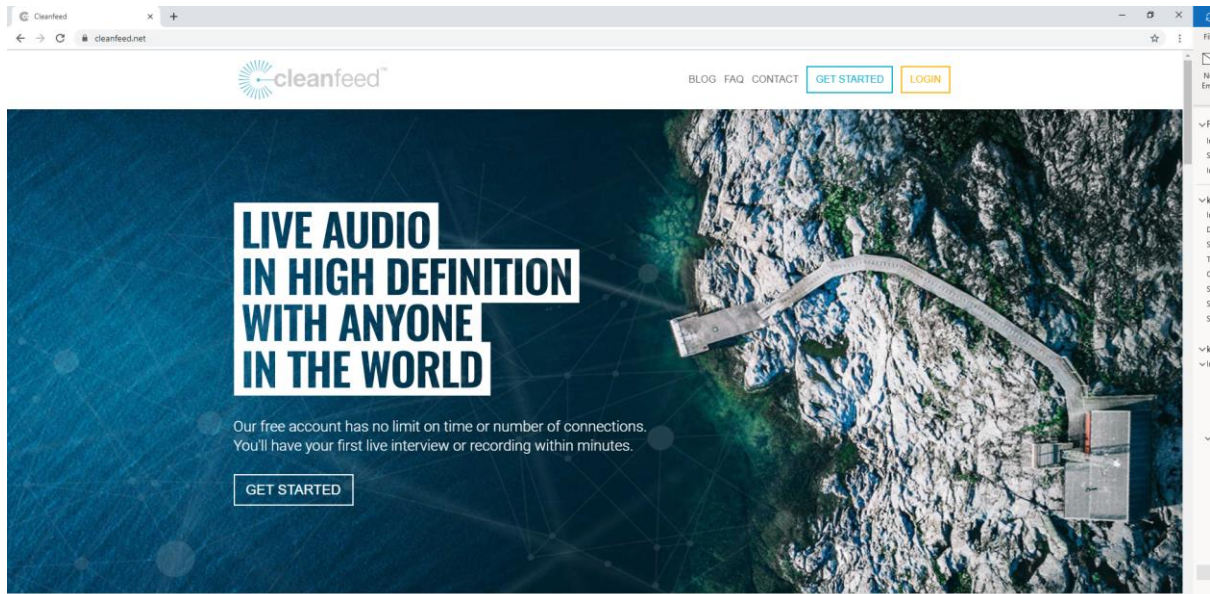 Cleanfeed
cleanfeed.net
cleanfeed™
BLOG FAQ CONTACT GET STARTED LOGIN
LIVE AUDIO
IN HIGH DEFINITION
WITH ANYONE
IN THE WORLD
Our free account has no limit on time or number of connections.
You'll have your first live interview or recording within minutes.
GET STARTED